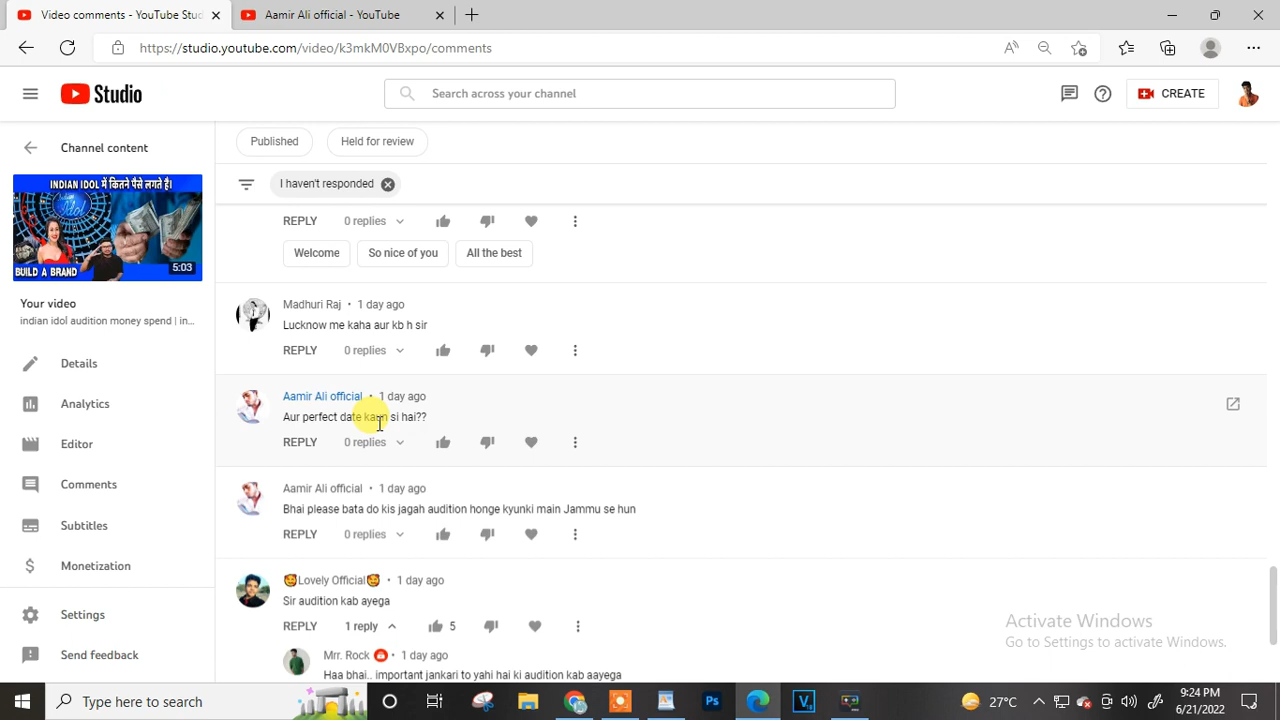 Video comments - YouTube Stud
Aamir Ali official - YouTube
https://studio.youtube.com/video/k3mkM0VBxpo/comments
Studio
Search across your channel
CREATE
Channel content
Published
Held for review
I haven't responded
INDIAN IDOL में कितने पैसे लगते है।
BUILD A BRAND
5:03
Your video
indian idol audition money spend | in...
Details
Analytics
Editor
Comments
Subtitles
Monetization
Settings
Send feedback
REPLY 0 replies
Welcome So nice of you All the best
Madhuri Raj • 1 day ago
Lucknow me kaha aur kb h sir
REPLY 0 replies
Aamir Ali official • 1 day ago
Aur perfect date kaun si hai??
REPLY 0 replies
Aamir Ali official • 1 day ago
Bhai please bata do kis jagah audition honge kyunki main Jammu se hun
REPLY 0 replies
🥰Lovely Official🥰 • 1 day ago
Sir audition kab ayega
REPLY 1 reply 5
Mrr. Rock • 1 day ago
Haa bhai.. important jankari to yahi hai ki audition kab aayega
Activate Windows
Go to Settings to activate Windows.
Type here to search
Ps
27°C
9:24 PM
6/21/2022